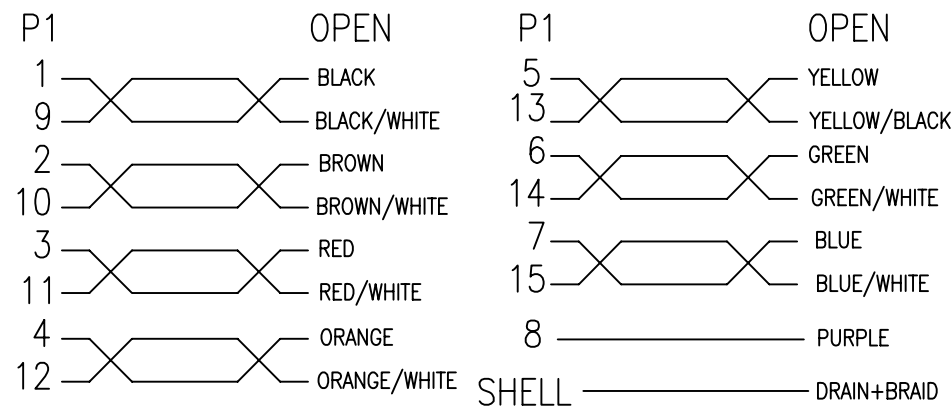 P1 OPEN
1 BLACK
9 BLACK/WHITE
2 BROWN
10 BROWN/WHITE
3 RED
11 RED/WHITE
4 ORANGE
12 ORANGE/WHITE
P1 OPEN
5 YELLOW
13 YELLOW/BLACK
6 GREEN
14 GREEN/WHITE
7 BLUE
15 BLUE/WHITE
8 PURPLE
SHELL DRAIN+BRAID